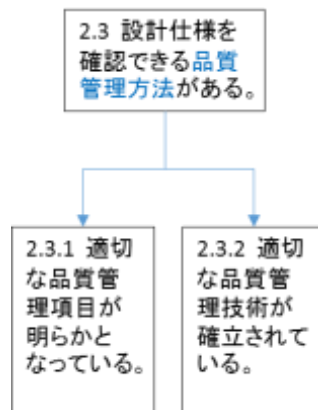 2.3 設計仕様を
確認できる品質
管理方法がある。
2.3.1 適切
な品質管
理項目が
明らかと
なっている。
2.3.2 適切
な品質管
理技術が
確立されて
いる。